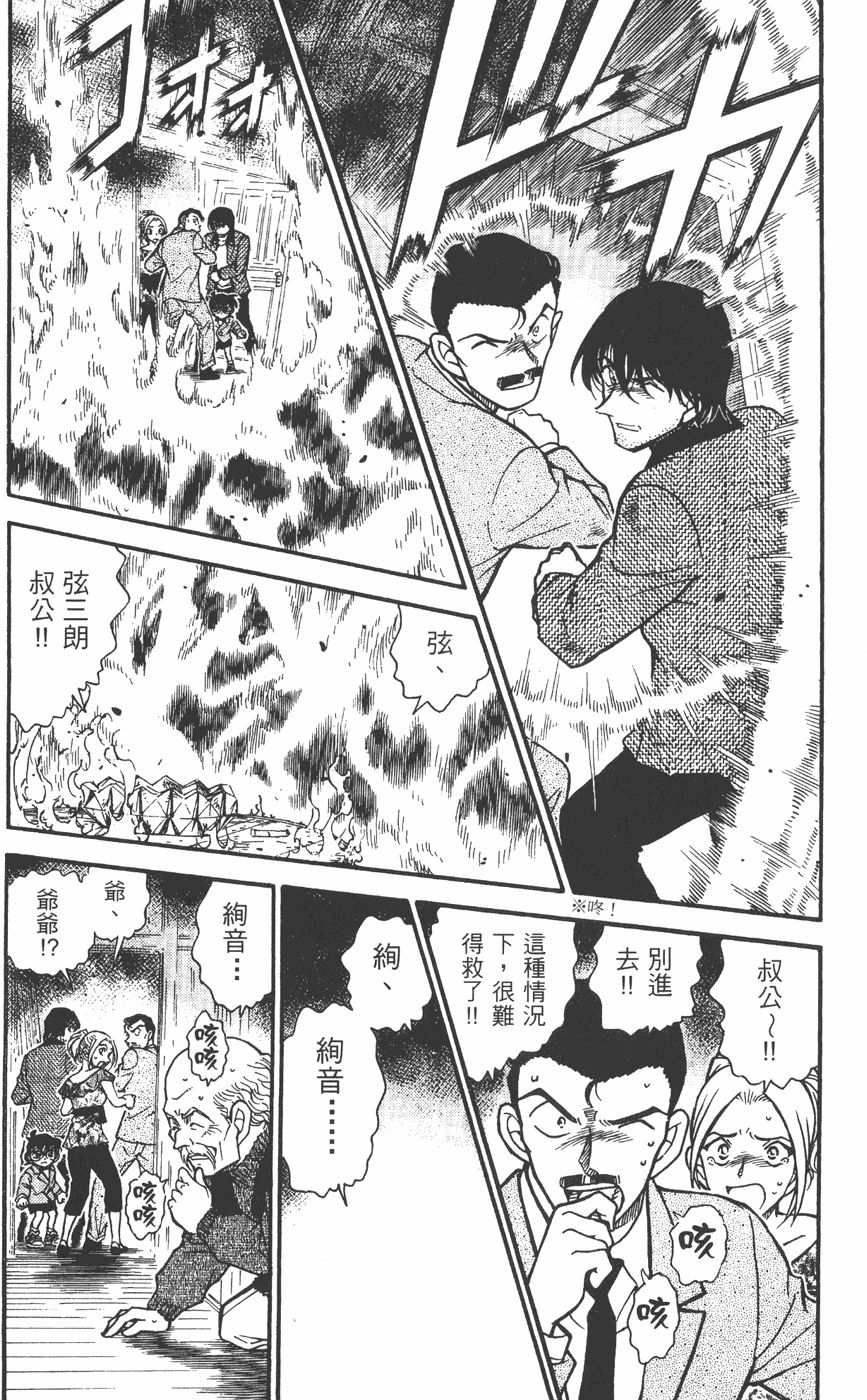 ドカ
ゴオオ
※咚！
弦、
弦三朗
叔公!!
叔公～!!
別進
去!!
這種情況
下，很難
得救了!!
咳
咳
絢、
絢音……
絢音…
爺、
爺爺!?
咳
咳
咳
咳